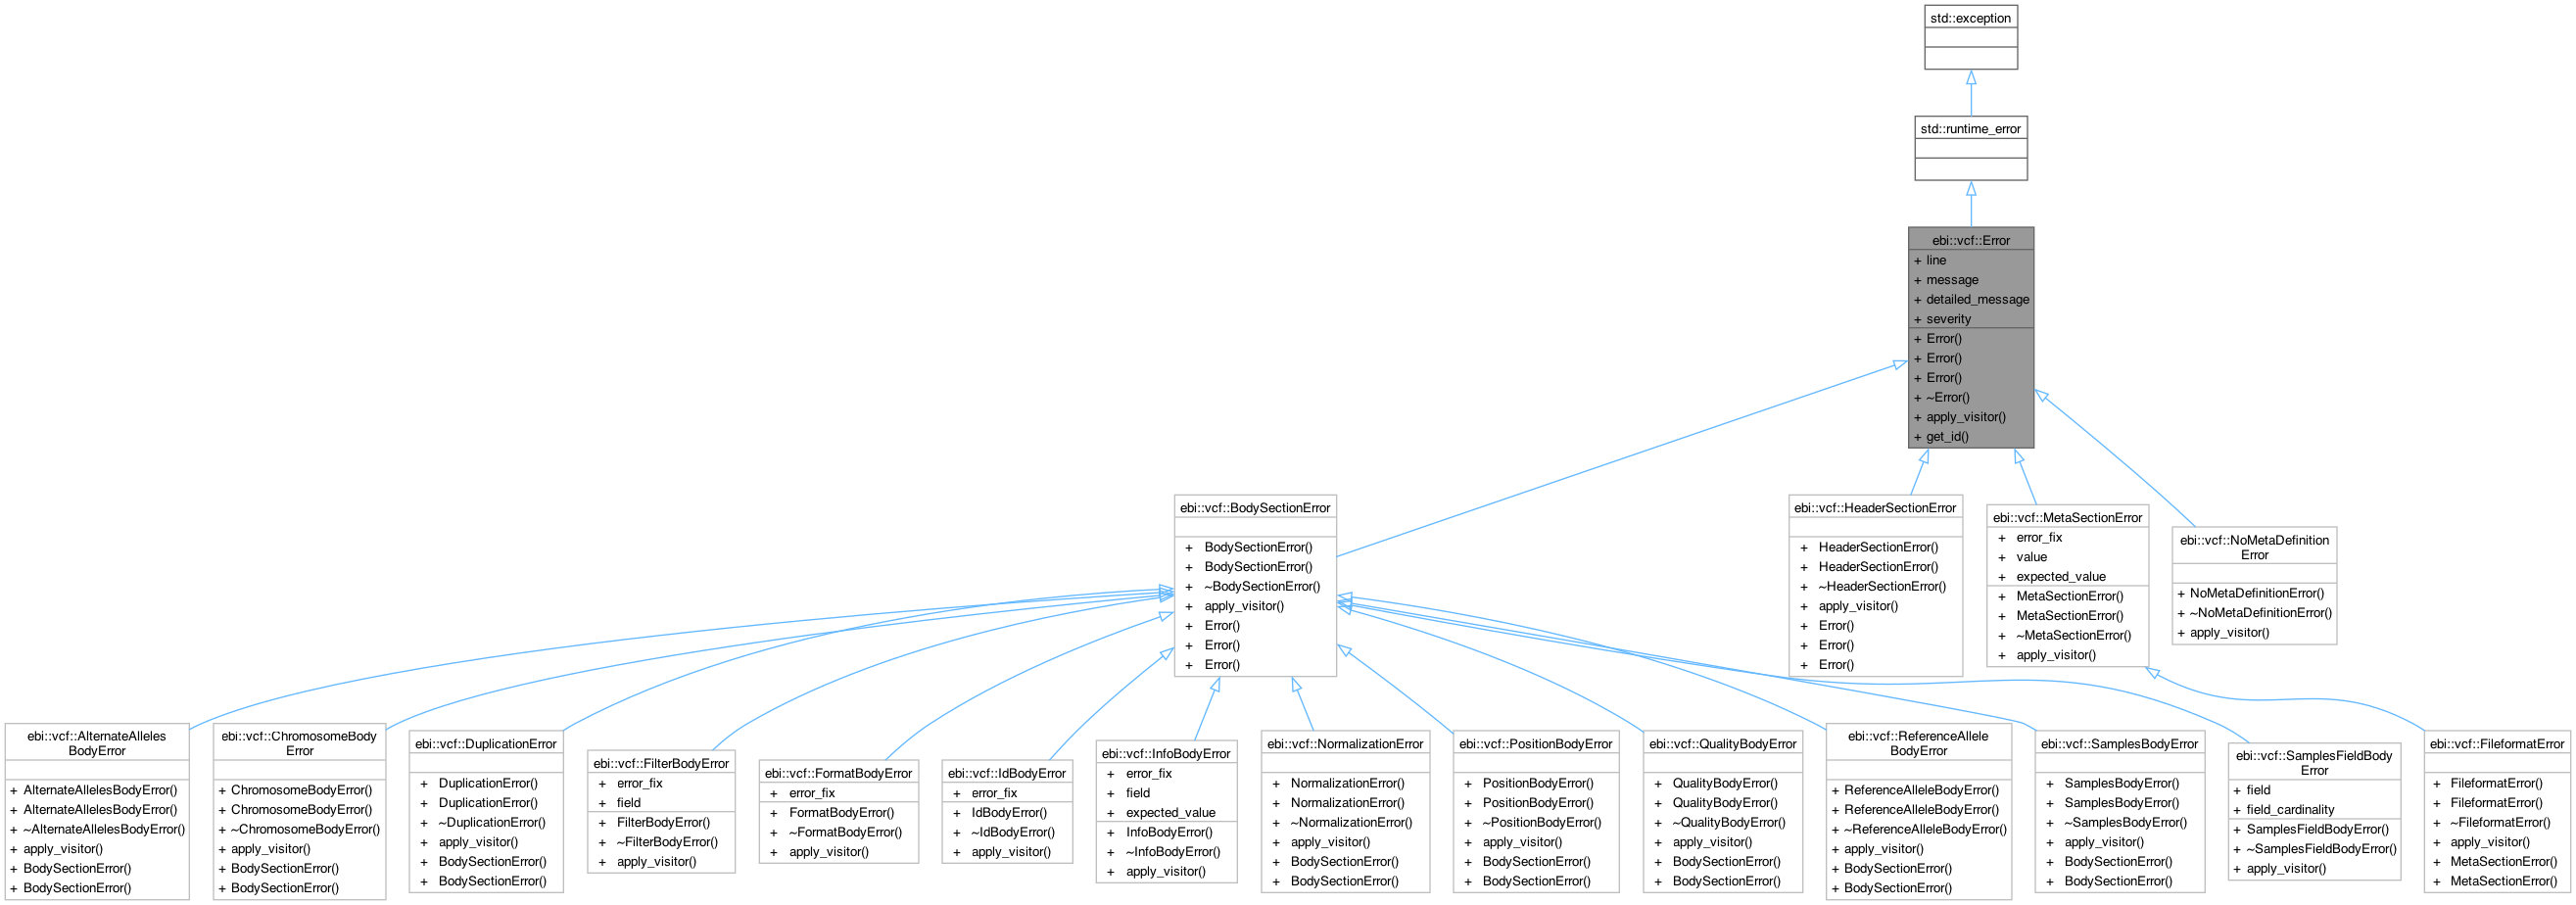 std::exception
std::runtime_error
ebi::vcf::Error
+ line
+ message
+ detailed_message
+ severity
+ Error()
+ Error()
+ Error()
+ ~Error()
+ apply_visitor()
+ get_id()
ebi::vcf::BodySectionError
+ BodySectionError()
+ BodySectionError()
+ ~BodySectionError()
+ apply_visitor()
+ Error()
+ Error()
+ Error()
ebi::vcf::HeaderSectionError
+ HeaderSectionError()
+ HeaderSectionError()
+ ~HeaderSectionError()
+ apply_visitor()
+ Error()
+ Error()
+ Error()
ebi::vcf::MetaSectionError
+ error_fix
+ value
+ expected_value
+ MetaSectionError()
+ MetaSectionError()
+ ~MetaSectionError()
+ apply_visitor()
ebi::vcf::NoMetaDefinition
Error
+ NoMetaDefinitionError()
+ ~NoMetaDefinitionError()
+ apply_visitor()
ebi::vcf::AlternateAlleles
BodyError
+ AlternateAllelesBodyError()
+ AlternateAllelesBodyError()
+ ~AlternateAllelesBodyError()
+ apply_visitor()
+ BodySectionError()
+ BodySectionError()
ebi::vcf::ChromosomeBody
Error
+ ChromosomeBodyError()
+ ChromosomeBodyError()
+ ~ChromosomeBodyError()
+ apply_visitor()
+ BodySectionError()
+ BodySectionError()
ebi::vcf::DuplicationError
+ DuplicationError()
+ DuplicationError()
+ ~DuplicationError()
+ apply_visitor()
+ BodySectionError()
+ BodySectionError()
ebi::vcf::FilterBodyError
+ error_fix
+ field
+ FilterBodyError()
+ ~FilterBodyError()
+ apply_visitor()
ebi::vcf::FormatBodyError
+ error_fix
+ FormatBodyError()
+ ~FormatBodyError()
+ apply_visitor()
ebi::vcf::IdBodyError
+ error_fix
+ IdBodyError()
+ ~IdBodyError()
+ apply_visitor()
ebi::vcf::InfoBodyError
+ error_fix
+ field
+ expected_value
+ InfoBodyError()
+ ~InfoBodyError()
+ apply_visitor()
ebi::vcf::NormalizationError
+ NormalizationError()
+ NormalizationError()
+ ~NormalizationError()
+ apply_visitor()
+ BodySectionError()
+ BodySectionError()
ebi::vcf::PositionBodyError
+ PositionBodyError()
+ PositionBodyError()
+ ~PositionBodyError()
+ apply_visitor()
+ BodySectionError()
+ BodySectionError()
ebi::vcf::QualityBodyError
+ QualityBodyError()
+ QualityBodyError()
+ ~QualityBodyError()
+ apply_visitor()
+ BodySectionError()
+ BodySectionError()
ebi::vcf::ReferenceAllele
BodyError
+ ReferenceAlleleBodyError()
+ ReferenceAlleleBodyError()
+ ~ReferenceAlleleBodyError()
+ apply_visitor()
+ BodySectionError()
+ BodySectionError()
ebi::vcf::SamplesBodyError
+ SamplesBodyError()
+ SamplesBodyError()
+ ~SamplesBodyError()
+ apply_visitor()
+ BodySectionError()
+ BodySectionError()
ebi::vcf::SamplesFieldBody
Error
+ field
+ field_cardinality
+ SamplesFieldBodyError()
+ ~SamplesFieldBodyError()
+ apply_visitor()
ebi::vcf::FileformatError
+ FileformatError()
+ FileformatError()
+ ~FileformatError()
+ apply_visitor()
+ MetaSectionError()
+ MetaSectionError()